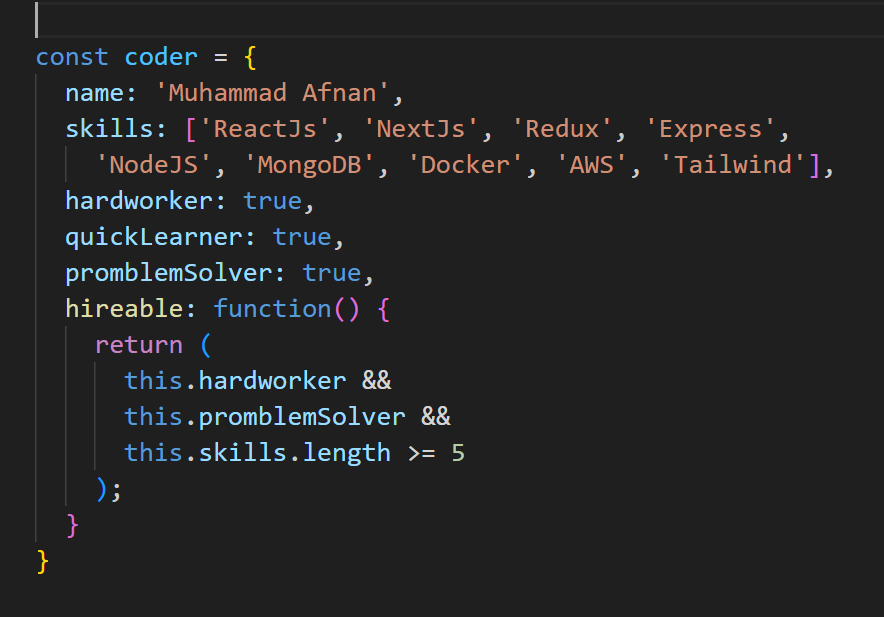 const coder = {
  name: 'Muhammad Afnan',
  skills: ['ReactJs', 'NextJs', 'Redux', 'Express',
    'NodeJS', 'MongoDB', 'Docker', 'AWS', 'Tailwind'],
  hardworker: true,
  quickLearner: true,
  promblemSolver: true,
  hireable: function() {
    return (
      this.hardworker &&
      this.promblemSolver &&
      this.skills.length >= 5
    );
  }
}